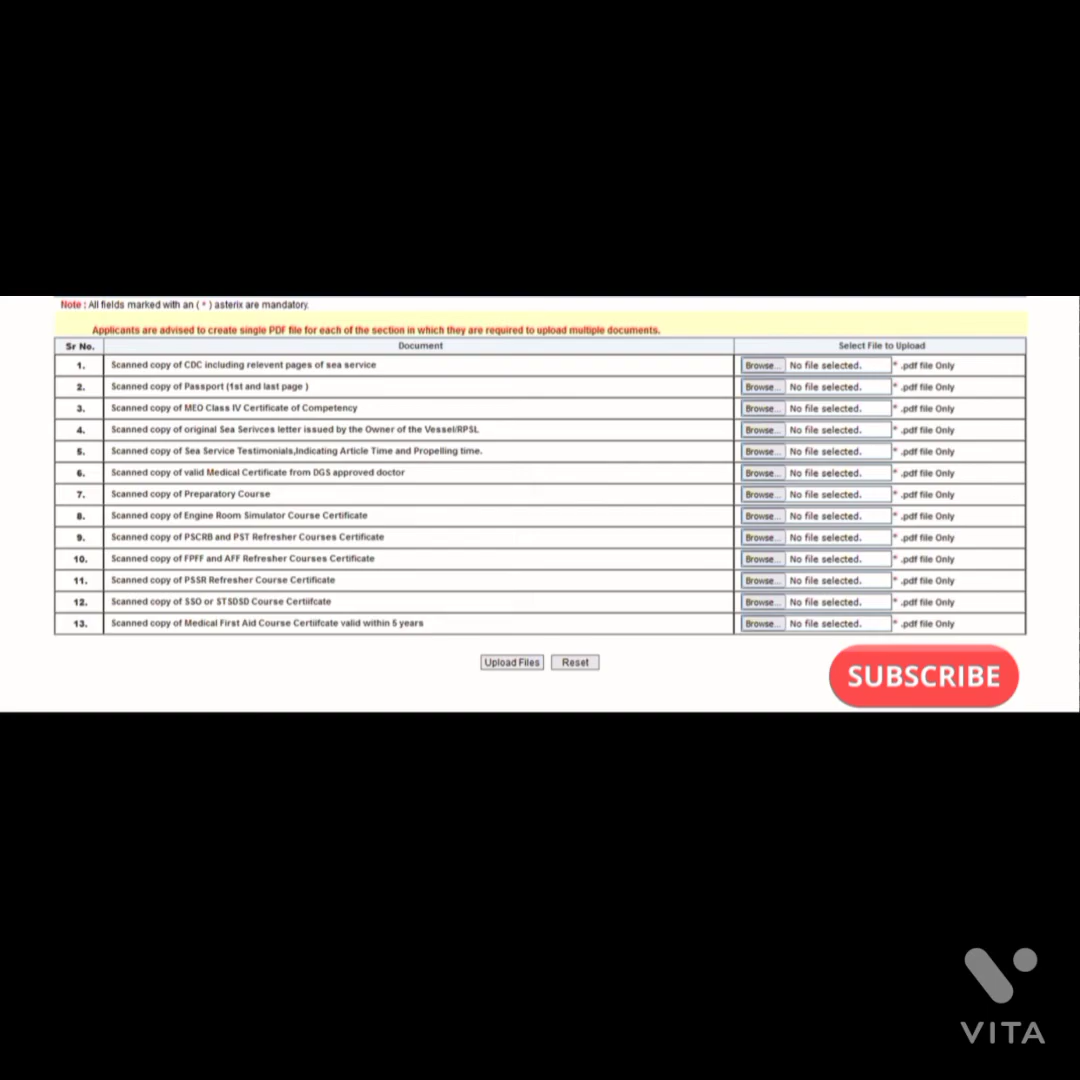 Note : All fields marked with an ( * ) asterix are mandatory.
Applicants are advised to create single PDF file for each of the section in which they are required to upload multiple documents.
Sr No. Document Select File to Upload
1. Scanned copy of CDC including relevent pages of sea service Browse... No file selected. * .pdf file Only
2. Scanned copy of Passport (1st and last page ) Browse... No file selected. * .pdf file Only
3. Scanned copy of MEO Class IV Certificate of Competency Browse... No file selected. * .pdf file Only
4. Scanned copy of original Sea Serivces letter issued by the Owner of the Vessel/RPSL Browse... No file selected. * .pdf file Only
5. Scanned copy of Sea Service Testimonials,Indicating Article Time and Propelling time. Browse... No file selected. * .pdf file Only
6. Scanned copy of valid Medical Certificate from DGS approved doctor Browse... No file selected. * .pdf file Only
7. Scanned copy of Preparatory Course Browse... No file selected. * .pdf file Only
8. Scanned copy of Engine Room Simulator Course Certificate Browse... No file selected. * .pdf file Only
9. Scanned copy of PSCRB and PST Refresher Courses Certificate Browse... No file selected. * .pdf file Only
10. Scanned copy of FPFF and AFF Refresher Courses Certificate Browse... No file selected. * .pdf file Only
11. Scanned copy of PSSR Refresher Course Certificate Browse... No file selected. * .pdf file Only
12. Scanned copy of SSO or STSDSD Course Certiifcate Browse... No file selected. * .pdf file Only
13. Scanned copy of Medical First Aid Course Certiifcate valid within 5 years Browse... No file selected. * .pdf file Only
Upload Files Reset
SUBSCRIBE
VITA